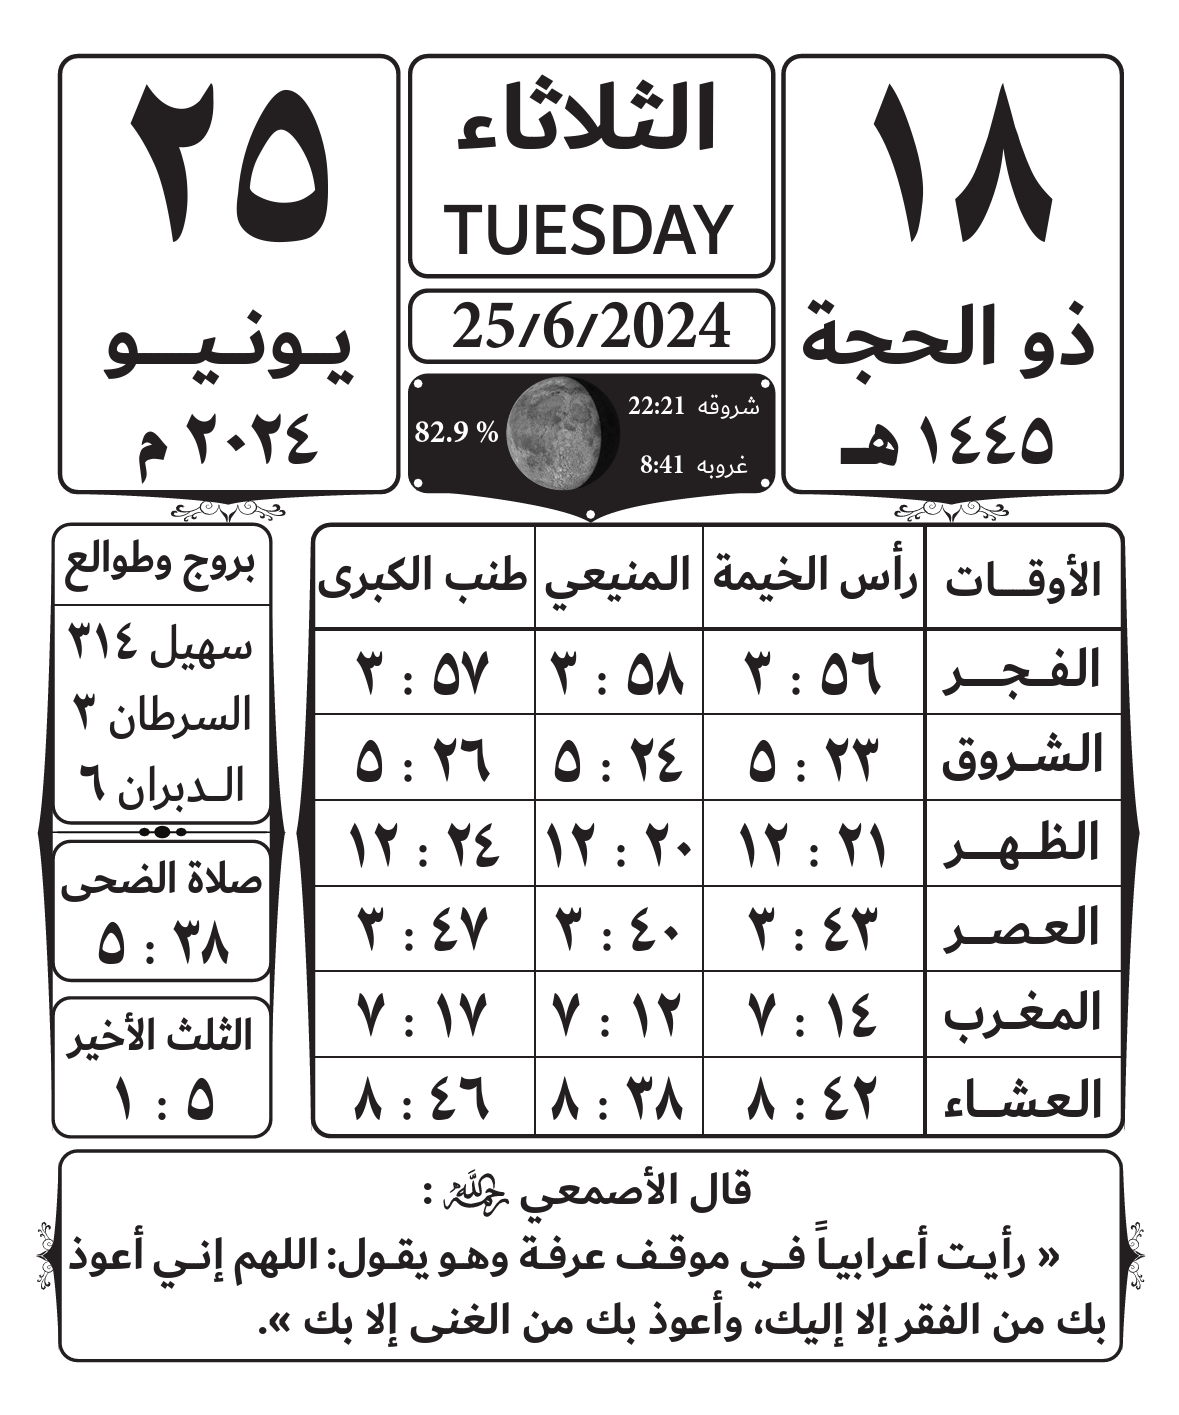 ١٨
ذو الحجة
١٤٤٥ هـ
الثلاثاء
TUESDAY
25/6/2024
شروقه 22:21
غروبه 8:41
82.9 %
٢٥
يونيو
٢٠٢٤ م
الأوقات رأس الخيمة المنيعي طنب الكبرى
الفجر ٣ : ٥٦ ٣ : ٥٨ ٣ : ٥٧
الشروق ٥ : ٢٣ ٥ : ٢٤ ٥ : ٢٦
الظهر ١٢ : ٢١ ١٢ : ٢٠ ١٢ : ٢٤
العصر ٣ : ٤٣ ٣ : ٤٠ ٣ : ٤٧
المغرب ٧ : ١٤ ٧ : ١٢ ٧ : ١٧
العشاء ٨ : ٤٢ ٨ : ٣٨ ٨ : ٤٦
بروج وطوالع
سهيل ٣١٤
السرطان ٣
الدبران ٦
صلاة الضحى
٥ : ٣٨
الثلث الأخير
١ : ٥
قال الأصمعي رحمه الله :
« رأيت أعرابياً في موقف عرفة وهو يقول: اللهم إني أعوذ
بك من الفقر إلا إليك، وأعوذ بك من الغنى إلا بك ».